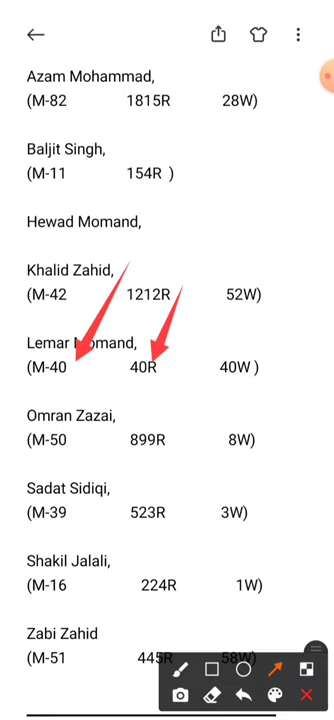 Azam Mohammad,
(M-82 1815R 28W)
Baljit Singh,
(M-11 154R )
Hewad Momand,
Khalid Zahid,
(M-42 1212R 52W)
Lemar Momand,
(M-40 40R 40W )
Omran Zazai,
(M-50 899R 8W)
Sadat Sidiqi,
(M-39 523R 3W)
Shakil Jalali,
(M-16 224R 1W)
Zabi Zahid
(M-51 445R 58W)